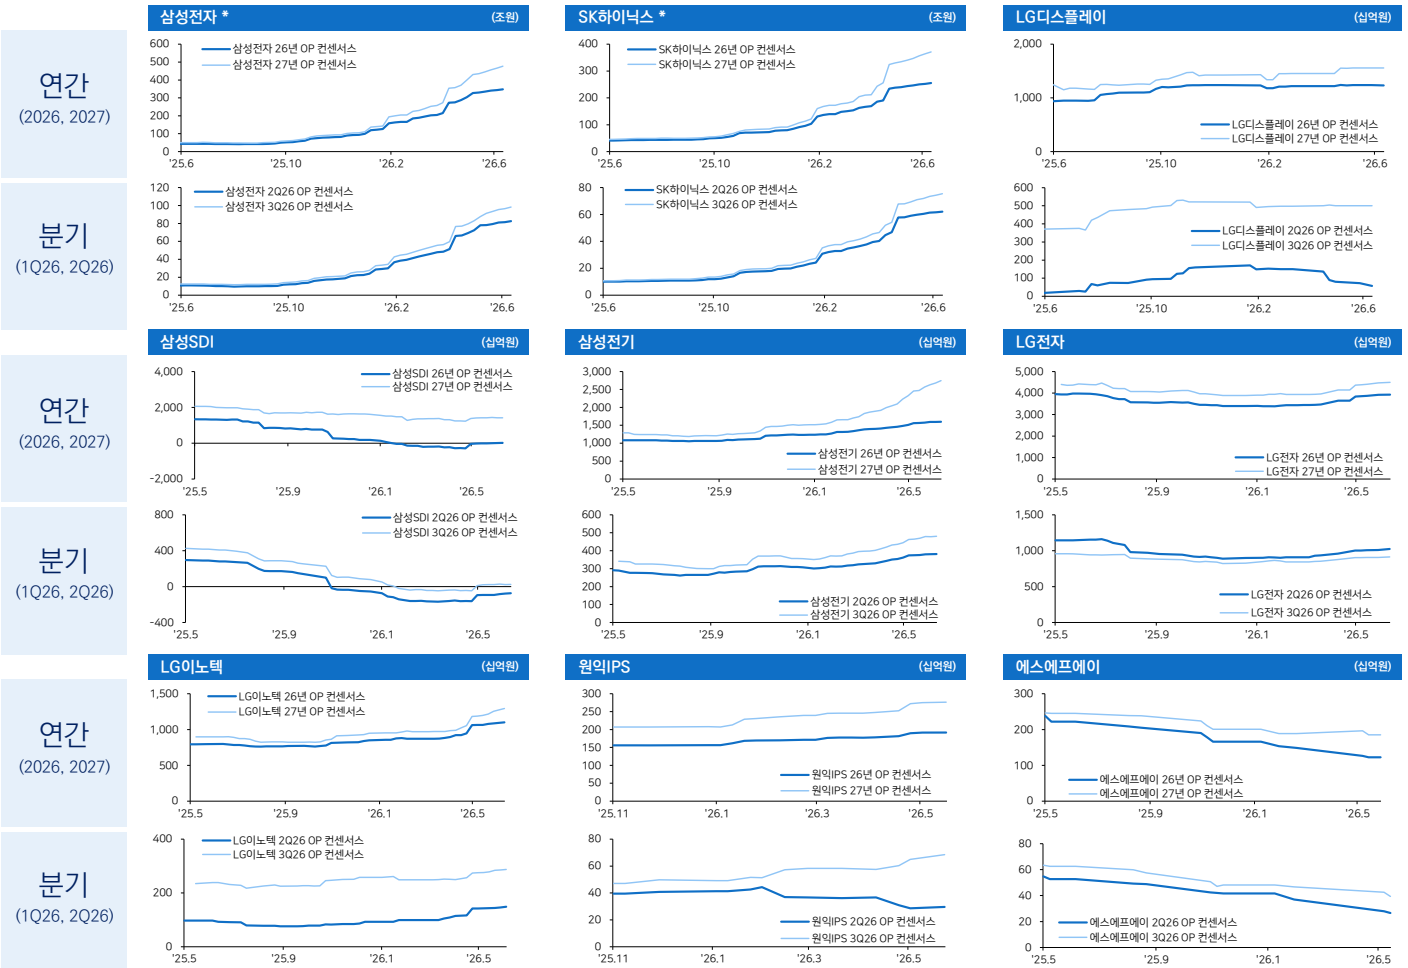 삼성전자 * (조원)
SK하이닉스 * (조원)
LG디스플레이 (십억원)
연간
(2026, 2027)
600
500
400
300
200
100
0
삼성전자 26년 OP 컨센서스
삼성전자 27년 OP 컨센서스
'25.6 '25.10 '26.2 '26.6
400
300
200
100
0
SK하이닉스 26년 OP 컨센서스
SK하이닉스 27년 OP 컨센서스
'25.6 '25.10 '26.2 '26.6
2,000
1,000
0
LG디스플레이 26년 OP 컨센서스
LG디스플레이 27년 OP 컨센서스
'25.6 '25.10 '26.2 '26.6
분기
(1Q26, 2Q26)
120
100
80
60
40
20
0
삼성전자 2Q26 OP 컨센서스
삼성전자 3Q26 OP 컨센서스
'25.6 '25.10 '26.2 '26.6
80
60
40
20
0
SK하이닉스 2Q26 OP 컨센서스
SK하이닉스 3Q26 OP 컨센서스
'25.6 '25.10 '26.2 '26.6
600
500
400
300
200
100
0
LG디스플레이 2Q26 OP 컨센서스
LG디스플레이 3Q26 OP 컨센서스
'25.6 '25.10 '26.2 '26.6
삼성SDI (십억원)
삼성전기 (십억원)
LG전자 (십억원)
연간
(2026, 2027)
4,000
2,000
0
-2,000
삼성SDI 26년 OP 컨센서스
삼성SDI 27년 OP 컨센서스
'25.5 '25.9 '26.1 '26.5
3,000
2,500
2,000
1,500
1,000
500
0
삼성전기 26년 OP 컨센서스
삼성전기 27년 OP 컨센서스
'25.5 '25.9 '26.1 '26.5
5,000
4,000
3,000
2,000
1,000
0
LG전자 26년 OP 컨센서스
LG전자 27년 OP 컨센서스
'25.5 '25.9 '26.1 '26.5
분기
(1Q26, 2Q26)
800
400
0
-400
삼성SDI 2Q26 OP 컨센서스
삼성SDI 3Q26 OP 컨센서스
'25.5 '25.9 '26.1 '26.5
600
500
400
300
200
100
0
삼성전기 2Q26 OP 컨센서스
삼성전기 3Q26 OP 컨센서스
'25.5 '25.9 '26.1 '26.5
1,500
1,000
500
0
LG전자 2Q26 OP 컨센서스
LG전자 3Q26 OP 컨센서스
'25.5 '25.9 '26.1 '26.5
LG이노텍 (십억원)
원익IPS (십억원)
에스에프에이 (십억원)
연간
(2026, 2027)
1,500
1,000
500
0
LG이노텍 26년 OP 컨센서스
LG이노텍 27년 OP 컨센서스
'25.5 '25.9 '26.1 '26.5
300
250
200
150
100
50
0
원익IPS 26년 OP 컨센서스
원익IPS 27년 OP 컨센서스
'25.11 '26.1 '26.3 '26.5
300
200
100
0
에스에프에이 26년 OP 컨센서스
에스에프에이 27년 OP 컨센서스
'25.5 '25.9 '26.1 '26.5
분기
(1Q26, 2Q26)
400
200
0
LG이노텍 2Q26 OP 컨센서스
LG이노텍 3Q26 OP 컨센서스
'25.5 '25.9 '26.1 '26.5
80
60
40
20
0
원익IPS 2Q26 OP 컨센서스
원익IPS 3Q26 OP 컨센서스
'25.11 '26.1 '26.3 '26.5
80
60
40
20
0
에스에프에이 2Q26 OP 컨센서스
에스에프에이 3Q26 OP 컨센서스
'25.5 '25.9 '26.1 '26.5